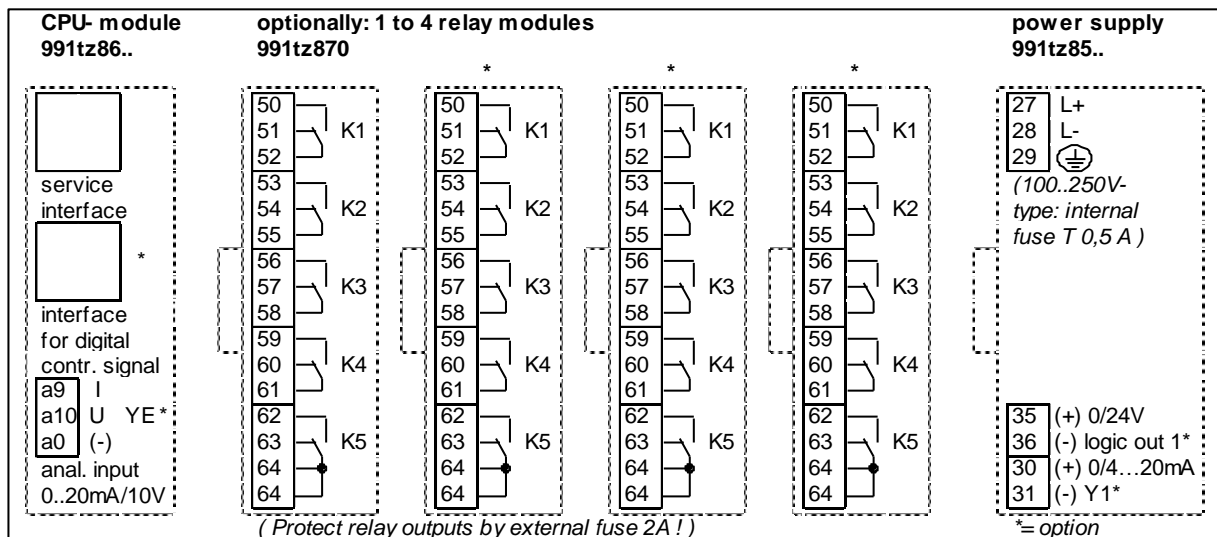 CPU- module
991tz86..
optionally: 1 to 4 relay modules
991tz870
power supply
991tz85..
*
*
*
service
interface
*
interface
for digital
contr. signal
a9 I
a10 U YE*
a0 (-)
anal. input
0..20mA/10V
50
51 K1
52
53
54 K2
55
56
57 K3
58
59
60 K4
61
62
63 K5
64
64
50
51 K1
52
53
54 K2
55
56
57 K3
58
59
60 K4
61
62
63 K5
64
64
50
51 K1
52
53
54 K2
55
56
57 K3
58
59
60 K4
61
62
63 K5
64
64
50
51 K1
52
53
54 K2
55
56
57 K3
58
59
60 K4
61
62
63 K5
64
64
27 L+
28 L-
29
(100..250V-
type: internal
fuse T 0,5 A )
35 (+) 0/24V
36 (-) logic out 1*
30 (+) 0/4...20mA
31 (-) Y1*
( Protect relay outputs by external fuse 2A ! )
*= option